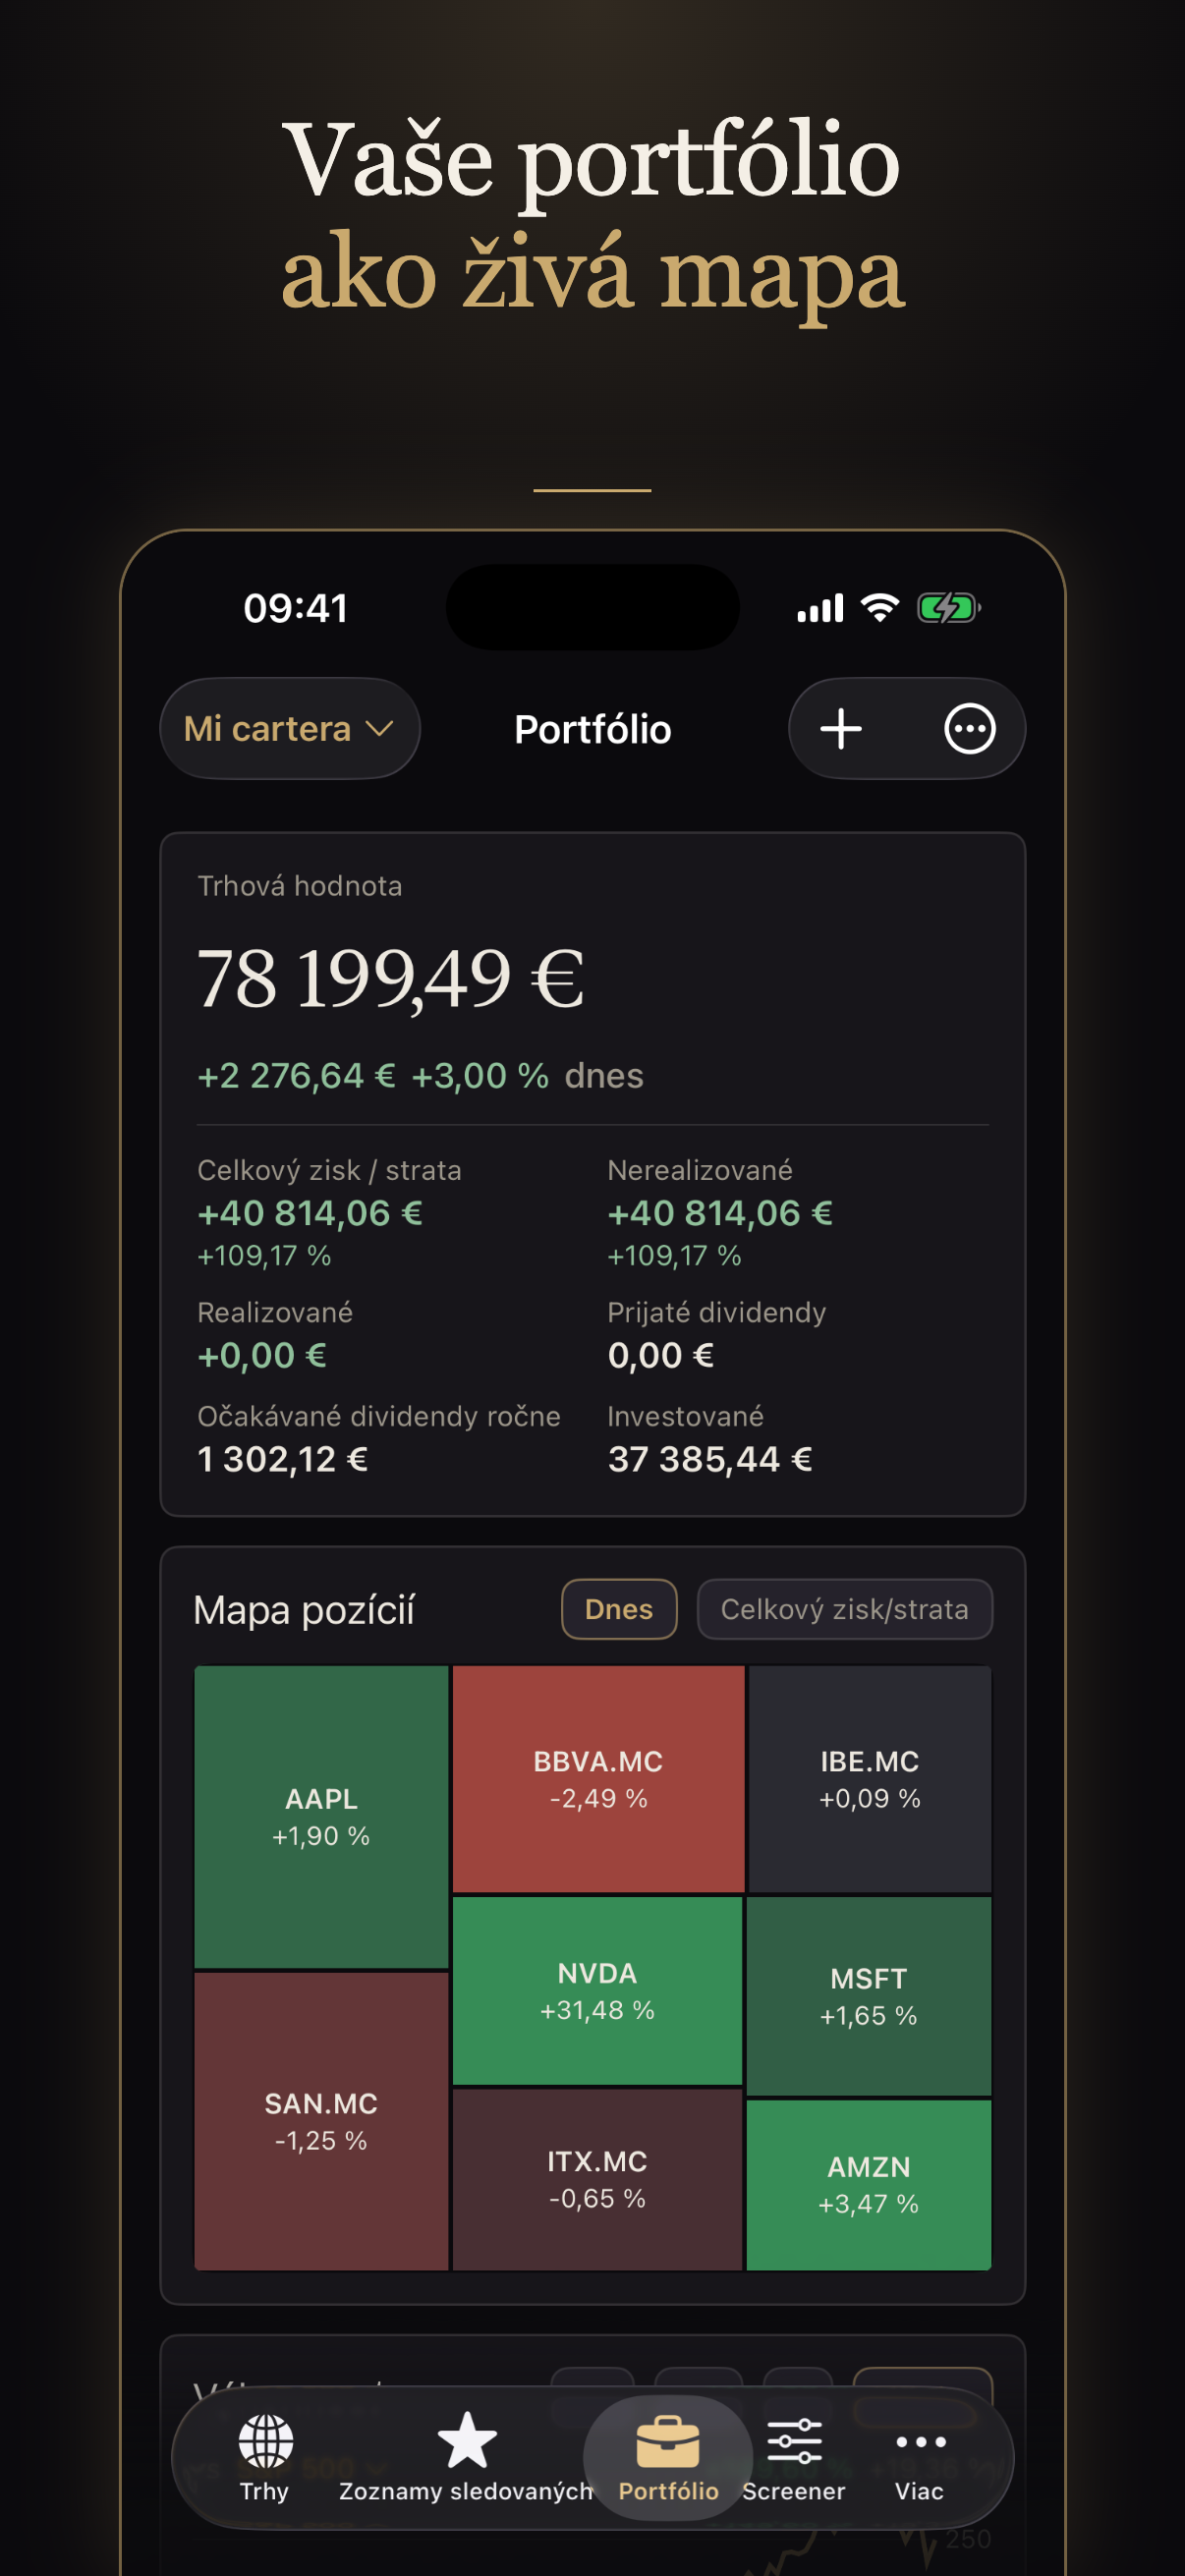 Vaše portfólio
ako živá mapa
09:41
Mi cartera
Portfólio
Trhová hodnota
78 199,49 €
+2 276,64 € +3,00 % dnes
Celkový zisk / strata
+40 814,06 €
+109,17 %
Nerealizované
+40 814,06 €
+109,17 %
Realizované
+0,00 €
Prijaté dividendy
0,00 €
Očakávané dividendy ročne
1 302,12 €
Investované
37 385,44 €
Mapa pozícií
Dnes
Celkový zisk/strata
AAPL
+1,90 %
BBVA.MC
-2,49 %
IBE.MC
+0,09 %
NVDA
+31,48 %
MSFT
+1,65 %
SAN.MC
-1,25 %
ITX.MC
-0,65 %
AMZN
+3,47 %
Trhy
Zoznamy sledovaných
Portfólio
Screener
Viac
250